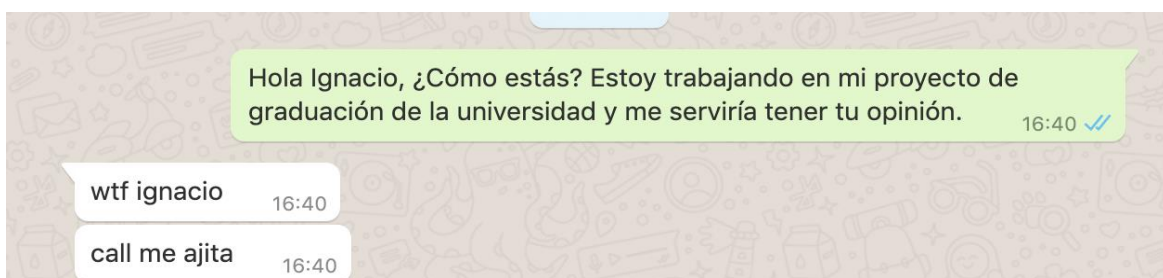 Hola Ignacio, ¿Cómo estás? Estoy trabajando en mi proyecto de
graduación de la universidad y me serviría tener tu opinión.
16:40
wtf ignacio
16:40
call me ajita
16:40